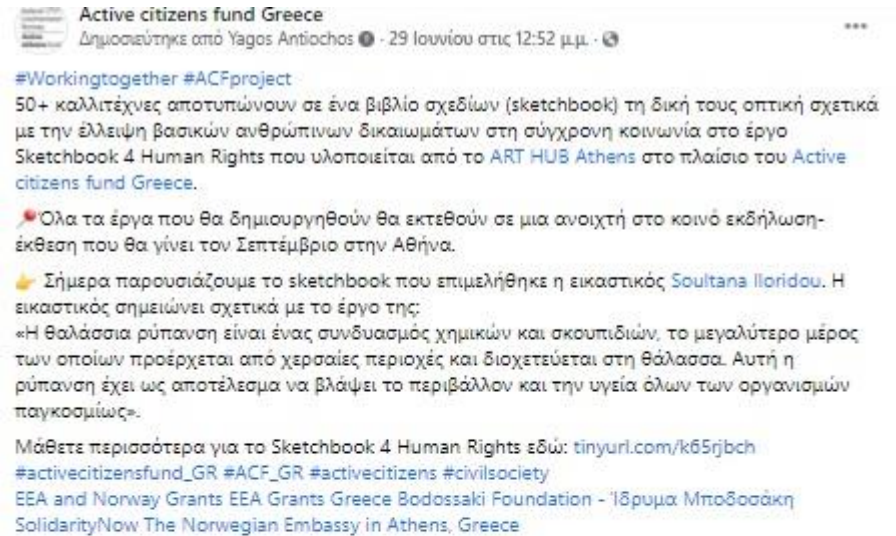 Active citizens fund Greece
Δημοσιεύτηκε από Yagos Antiochos · 29 Ιουνίου στις 12:52 μ.μ. ·
#Workingtogether #ACFproject
50+ καλλιτέχνες αποτυπώνουν σε ένα βιβλίο σχεδίων (sketchbook) τη δική τους οπτική σχετικά
με την έλλειψη βασικών ανθρώπινων δικαιωμάτων στη σύγχρονη κοινωνία στο έργο
Sketchbook 4 Human Rights που υλοποιείται από το ART HUB Athens στο πλαίσιο του Active
citizens fund Greece.
Όλα τα έργα που θα δημιουργηθούν θα εκτεθούν σε μια ανοιχτή στο κοινό εκδήλωση-
έκθεση που θα γίνει τον Σεπτέμβριο στην Αθήνα.
Σήμερα παρουσιάζουμε το sketchbook που επιμελήθηκε η εικαστικός Soultana Iloridou. Η
εικαστικός σημειώνει σχετικά με το έργο της:
«Η θαλάσσια ρύπανση είναι ένας συνδυασμός χημικών και σκουπιδιών, το μεγαλύτερο μέρος
των οποίων προέρχεται από χερσαίες περιοχές και διοχετεύεται στη θάλασσα. Αυτή η
ρύπανση έχει ως αποτέλεσμα να βλάψει το περιβάλλον και την υγεία όλων των οργανισμών
παγκοσμίως».
Μάθετε περισσότερα για το Sketchbook 4 Human Rights εδώ: tinyurl.com/k65rjbch
#activecitizensfund_GR #ACF_GR #activecitizens #civilsociety
EEA and Norway Grants EEA Grants Greece Bodossaki Foundation - Ίδρυμα Μποδοσάκη
SolidarityNow The Norwegian Embassy in Athens, Greece